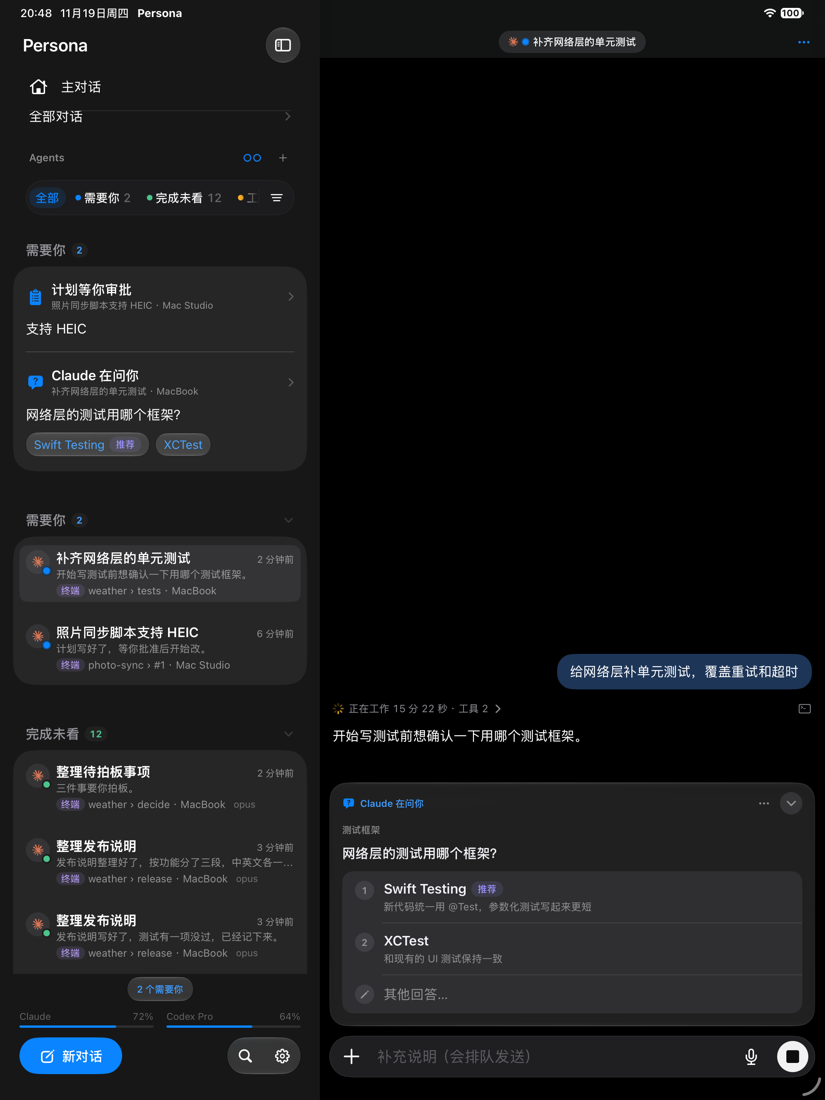 20:48 11月19日周四 Persona
100
Persona
主对话
全部对话
Agents
全部 需要你 2 完成未看 12
需要你 2
计划等你审批
照片同步脚本支持 HEIC · Mac Studio
支持 HEIC
Claude 在问你
补齐网络层的单元测试 · MacBook
网络层的测试用哪个框架?
Swift Testing 推荐 XCTest
需要你 2
补齐网络层的单元测试 2 分钟前
开始写测试前想确认一下用哪个测试框架。
终端 weather › tests · MacBook
照片同步脚本支持 HEIC 6 分钟前
计划写好了，等你批准后开始改。
终端 photo-sync › #1 · Mac Studio
完成未看 12
整理待拍板事项 2 分钟前
三件事要你拍板。
终端 weather › decide · MacBook opus
整理发布说明 3 分钟前
发布说明整理好了，按功能分了三段，中英文各一...
终端 weather › release · MacBook opus
整理发布说明 3 分钟前
发布说明写好了，测试有一项没过，已经记下来。
终端 weather › release · MacBook opus
2 个需要你
Claude 72% Codex Pro 64%
新对话
补齐网络层的单元测试
给网络层补单元测试，覆盖重试和超时
正在工作 15 分 22 秒 · 工具 2
开始写测试前想确认一下用哪个测试框架。
Claude 在问你
测试框架
网络层的测试用哪个框架?
1 Swift Testing 推荐
新代码统一用 @Test，参数化测试写起来更短
2 XCTest
和现有的 UI 测试保持一致
其他回答...
补充说明（会排队发送）